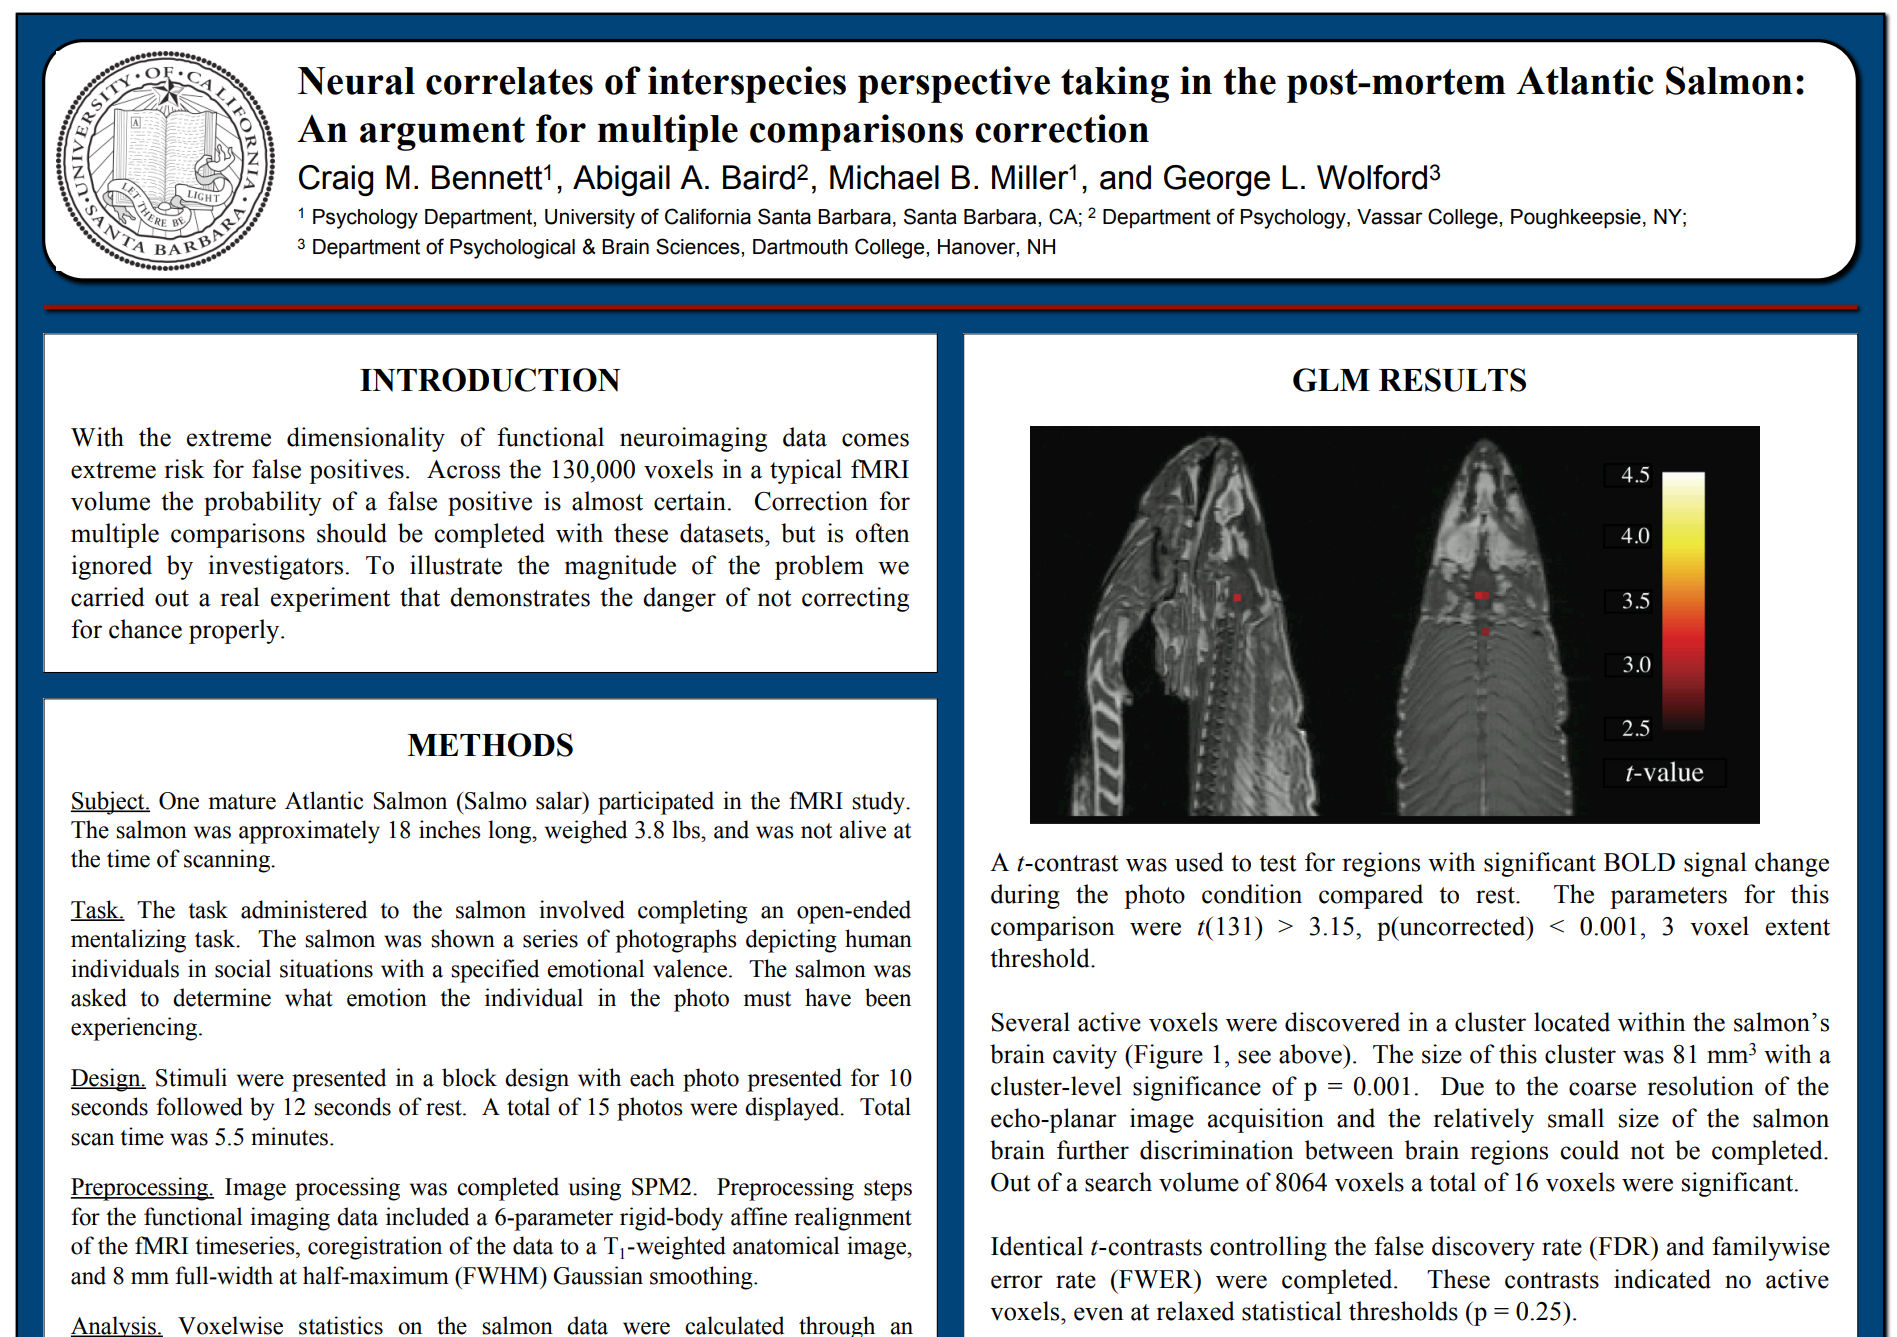 Neural correlates of interspecies perspective taking in the post-mortem Atlantic Salmon:
An argument for multiple comparisons correction
Craig M. Bennett¹, Abigail A. Baird², Michael B. Miller¹, and George L. Wolford³
¹ Psychology Department, University of California Santa Barbara, Santa Barbara, CA; ² Department of Psychology, Vassar College, Poughkeepsie, NY;
³ Department of Psychological & Brain Sciences, Dartmouth College, Hanover, NH
UNIVERSITY·OF·CALIFORNIA·SANTA BARBARA·
A
LET THERE BE LIGHT
INTRODUCTION
With the extreme dimensionality of functional neuroimaging data comes
extreme risk for false positives. Across the 130,000 voxels in a typical fMRI
volume the probability of a false positive is almost certain. Correction for
multiple comparisons should be completed with these datasets, but is often
ignored by investigators. To illustrate the magnitude of the problem we
carried out a real experiment that demonstrates the danger of not correcting
for chance properly.
METHODS
Subject. One mature Atlantic Salmon (Salmo salar) participated in the fMRI study.
The salmon was approximately 18 inches long, weighed 3.8 lbs, and was not alive at
the time of scanning.
Task. The task administered to the salmon involved completing an open-ended
mentalizing task. The salmon was shown a series of photographs depicting human
individuals in social situations with a specified emotional valence. The salmon was
asked to determine what emotion the individual in the photo must have been
experiencing.
Design. Stimuli were presented in a block design with each photo presented for 10
seconds followed by 12 seconds of rest. A total of 15 photos were displayed. Total
scan time was 5.5 minutes.
Preprocessing. Image processing was completed using SPM2. Preprocessing steps
for the functional imaging data included a 6-parameter rigid-body affine realignment
of the fMRI timeseries, coregistration of the data to a T₁-weighted anatomical image,
and 8 mm full-width at half-maximum (FWHM) Gaussian smoothing.
Analysis. Voxelwise statistics on the salmon data were calculated through an
GLM RESULTS
4.5
4.0
3.5
3.0
2.5
t-value
A t-contrast was used to test for regions with significant BOLD signal change
during the photo condition compared to rest. The parameters for this
comparison were t(131) > 3.15, p(uncorrected) < 0.001, 3 voxel extent
threshold.
Several active voxels were discovered in a cluster located within the salmon’s
brain cavity (Figure 1, see above). The size of this cluster was 81 mm³ with a
cluster-level significance of p = 0.001. Due to the coarse resolution of the
echo-planar image acquisition and the relatively small size of the salmon
brain further discrimination between brain regions could not be completed.
Out of a search volume of 8064 voxels a total of 16 voxels were significant.
Identical t-contrasts controlling the false discovery rate (FDR) and familywise
error rate (FWER) were completed. These contrasts indicated no active
voxels, even at relaxed statistical thresholds (p = 0.25).